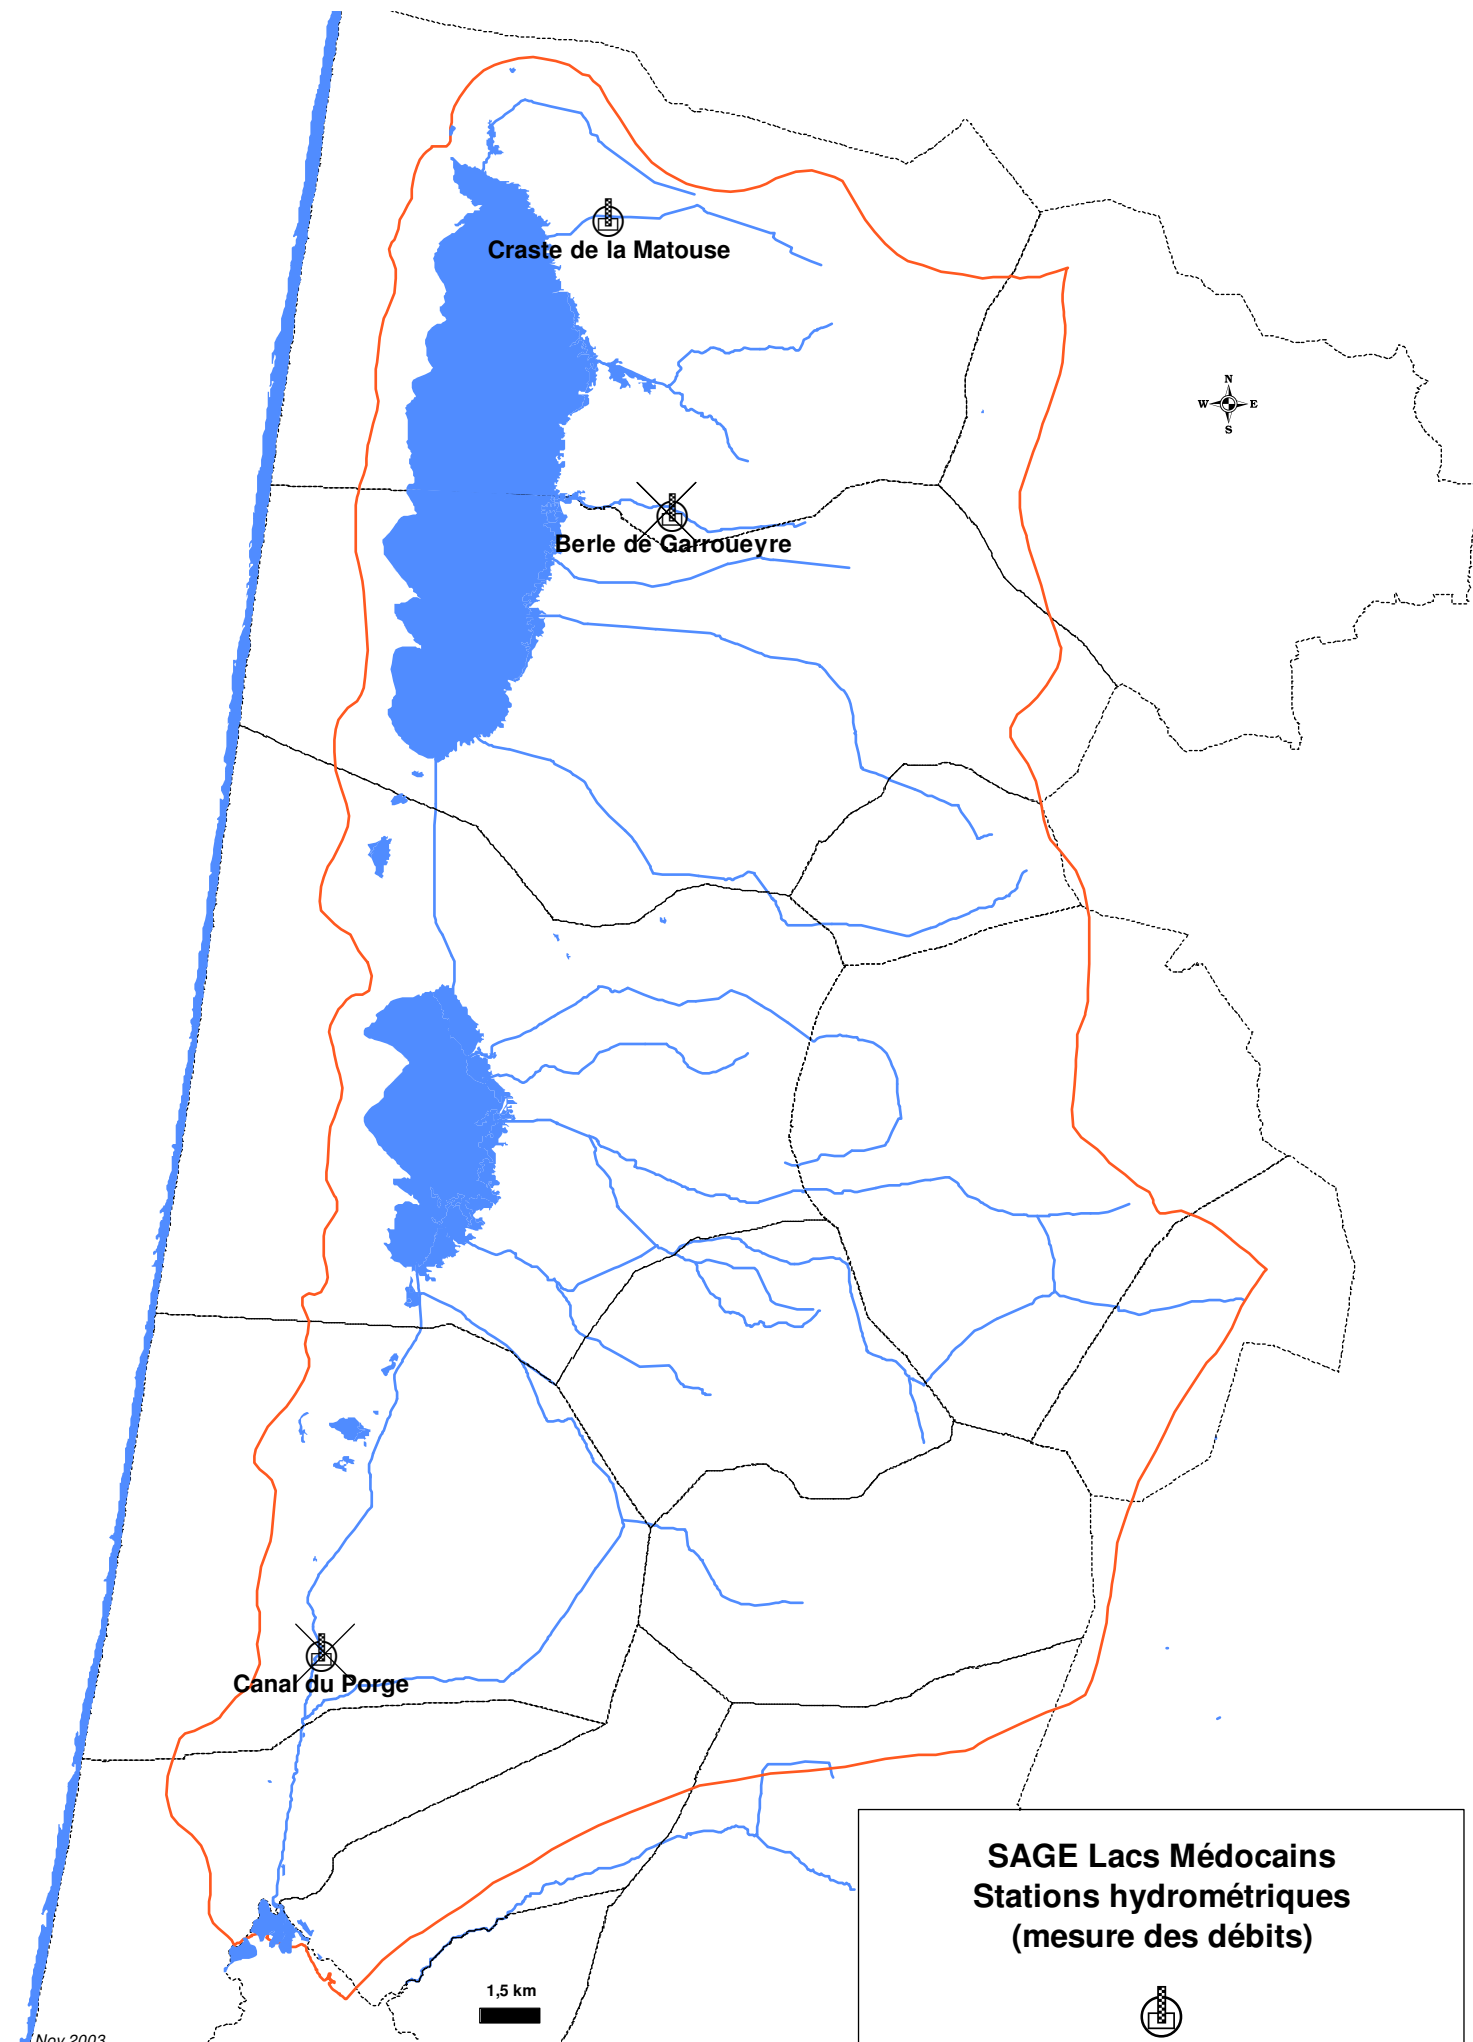 Craste de la Matouse
N
W E
S
Berle de Garroueyre
Canal du Porge
SAGE Lacs Médocains
Stations hydrométriques
(mesure des débits)
1,5 km
Nov 2003